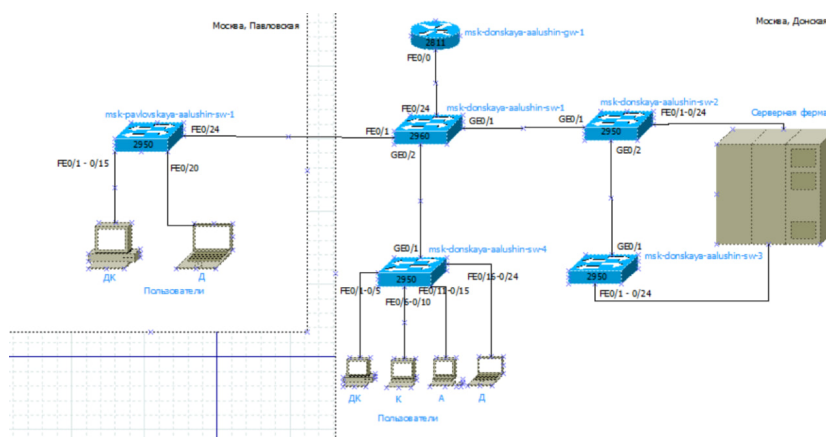 Москва, Павловская
Москва, Донская
msk-donskaya-aalushin-gw-1
2811
FE0/0
msk-pavlovskaya-aalushin-sw-1
FE0/24
2950
FE0/1 - 0/15
FE0/20
ДК
Д
Пользователи
FE0/24
msk-donskaya-aalushin-sw-1
FE0/1
2960
GE0/1
GE0/2
msk-donskaya-aalushin-sw-2
GE0/1
2950
FE0/1-0/24
GE0/2
Серверная ферма
GE0/1
msk-donskaya-aalushin-sw-4
2950
FE0/1-0/5
FE0/6-0/10
FE0/11-0/15
FE0/16-0/24
GE0/1
msk-donskaya-aalushin-sw-3
2950
FE0/1 - 0/24
ДК
К
А
Д
Пользователи